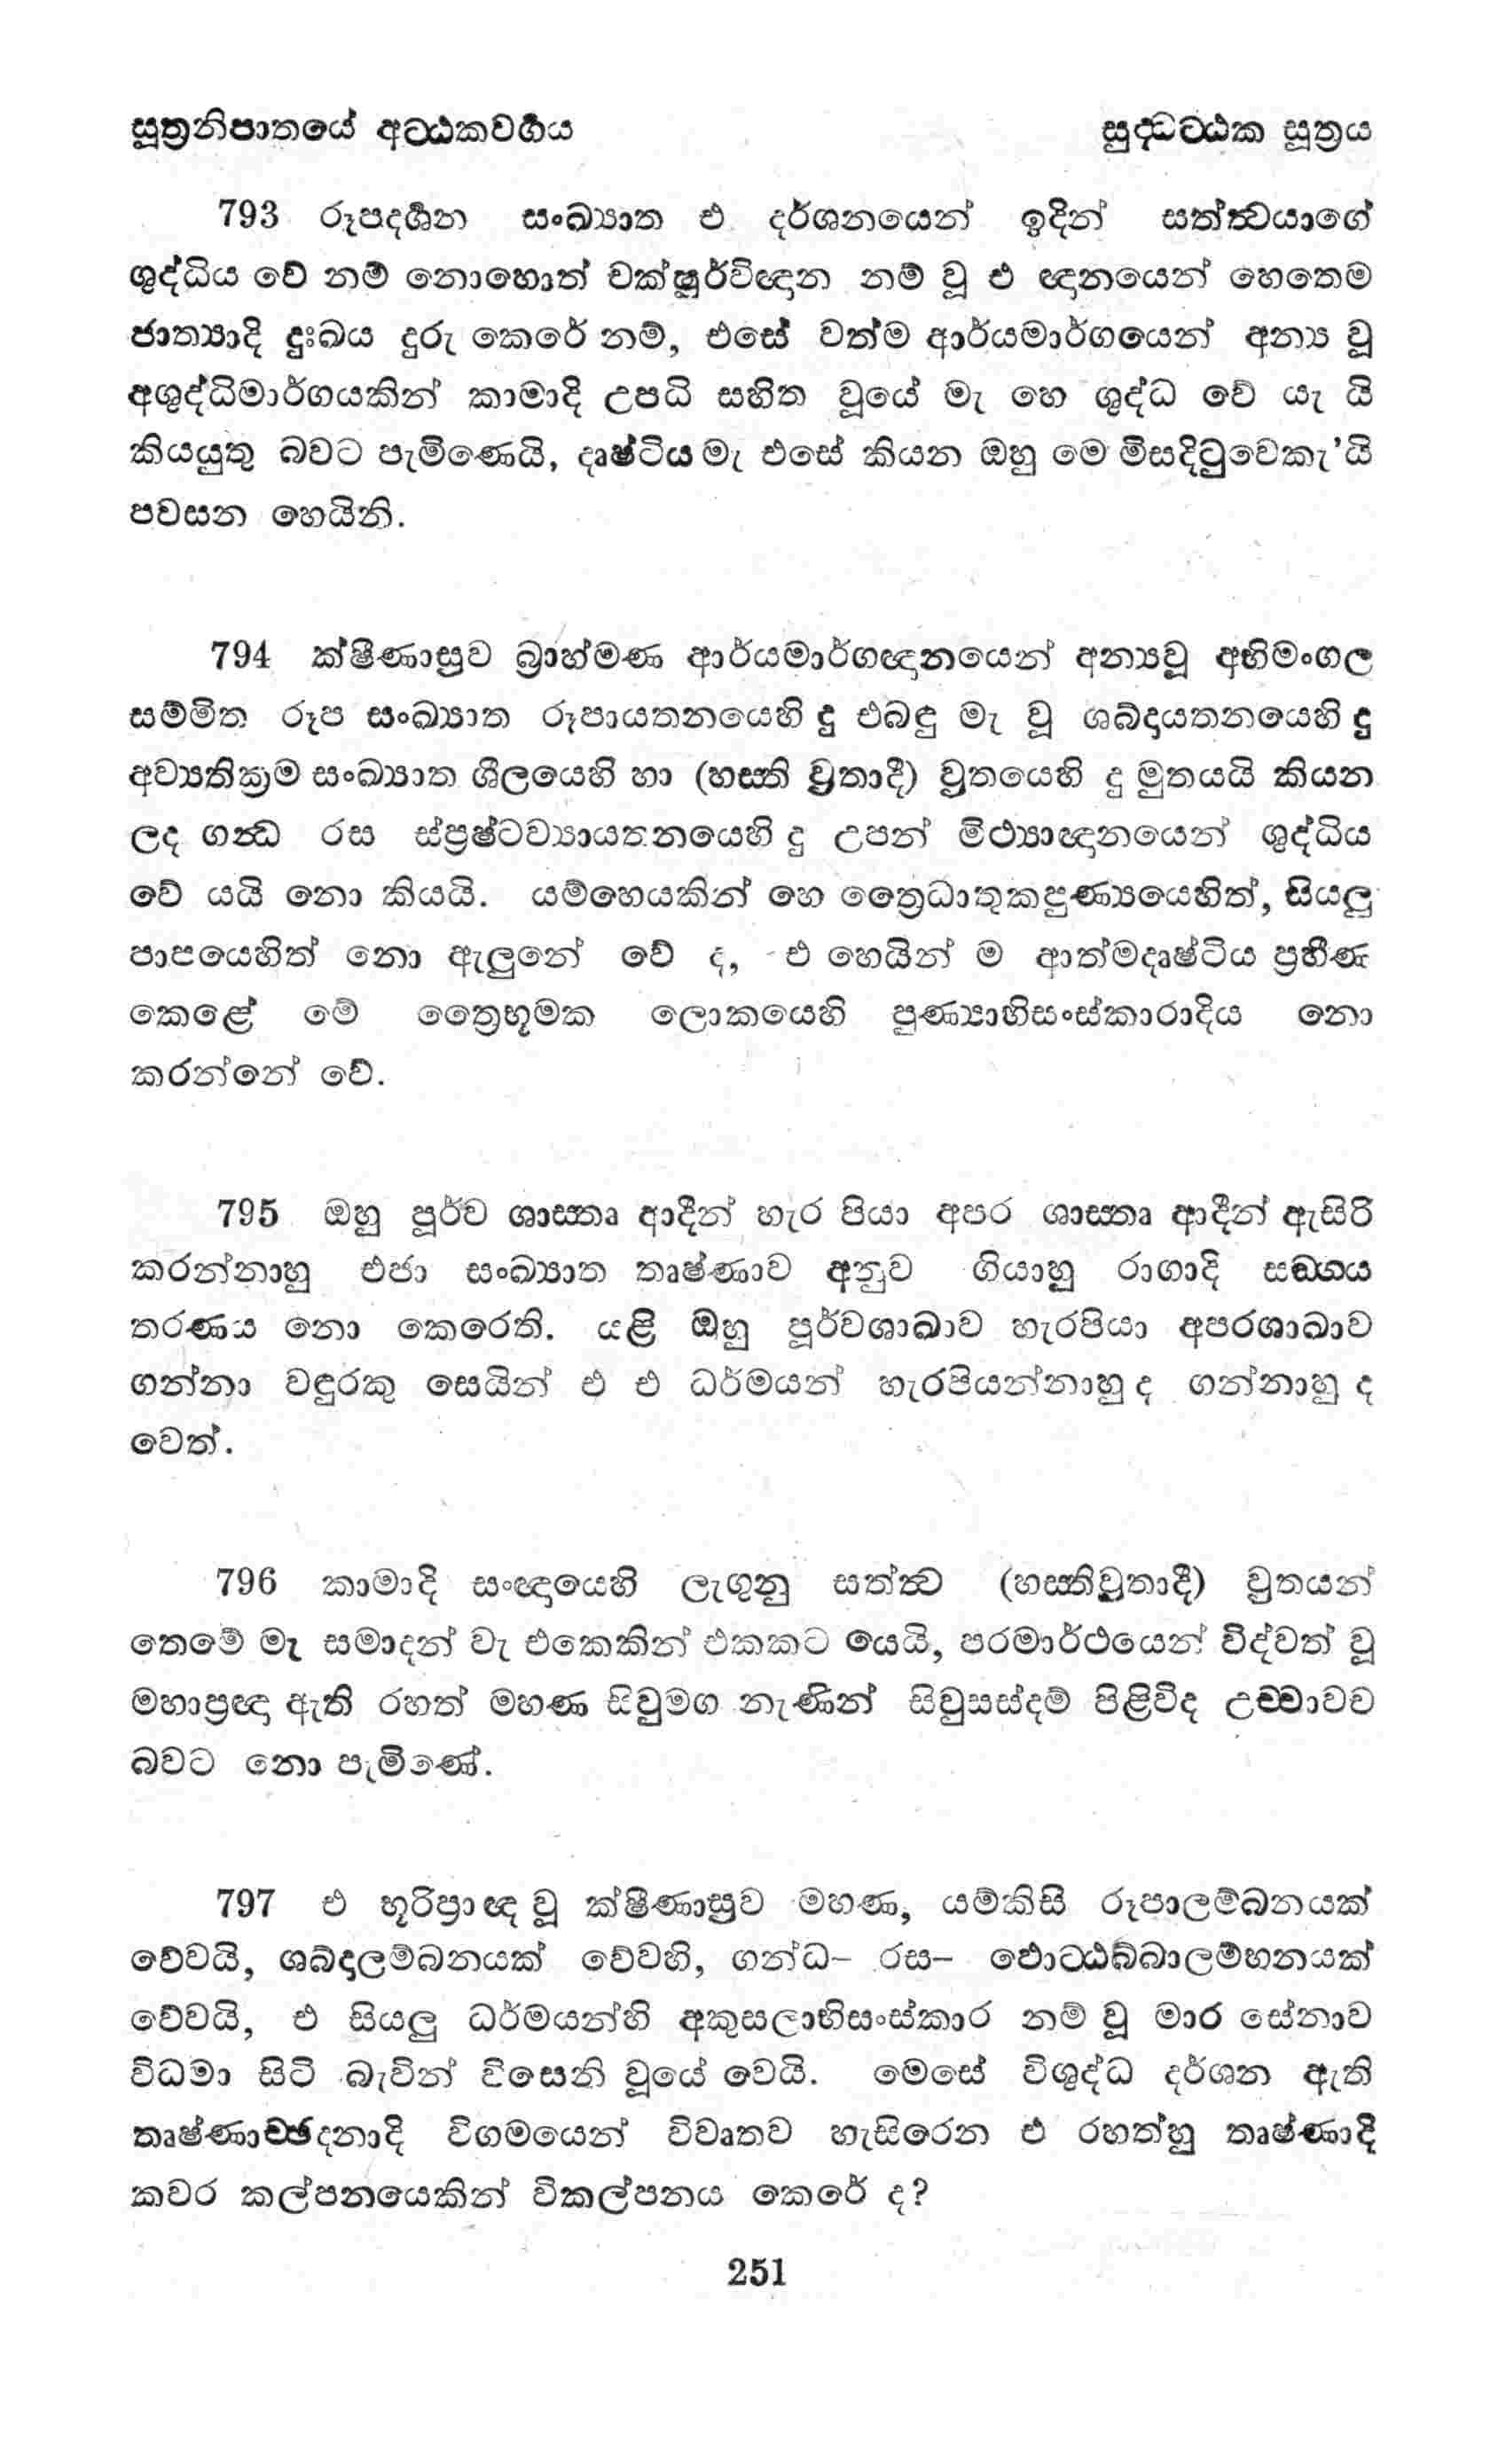 සූත්‍රනිපාතයේ අට්ඨකවර්‍ගය සුද්ධට්ඨක සූත්‍රය
793 රූපදර්‍ශන සංඛ්‍යාත එ දර්ශනයෙන් ඉදින් සත්ත්‍වයාගේ
ශුද්ධිය වේ නම් නොහොත් චක්ෂුර්විඥාන නම් වූ එ ඥානයෙන් හෙතෙම
ජාත්‍යාදි දුඃඛය දුරු කෙරේ නම්, එසේ වත්ම ආර්යමාර්ගයෙන් අන්‍ය වූ
අශුද්ධිමාර්ගයකින් කාමාදි උපධි සහිත වූයේ මැ හෙ ශුද්ධ වේ යැ යි
කියයුතු බවට පැමිණෙයි, දෘෂ්ටිය මැ එසේ කියන ඔහු මෙ මිසදිටුවෙකැ’යි
පවසන හෙයිනි.
794 ක්ෂීණාස්‍රව බ්‍රාහ්මණ ආර්යමාර්ගඥානයෙන් අන්‍යවූ අභිමංගල
සම්මිත රූප සංඛ්‍යාත රූපායතනයෙහි දු එබඳු මැ වූ ශබ්දායතනයෙහි දු
අව්‍යතික්‍රම සංඛ්‍යාත ශීලයෙහි හා (හස්ති ව්‍රතාදී) ව්‍රතයෙහි දු මුතයයි කියන
ලද ගන්‍ධ රස ස්ප්‍රෂ්ටව්‍යායතනයෙහි දු උපන් මිථ්‍යාඥානයෙන් ශුද්ධිය
වේ යයි නො කියයි. යම්හෙයකින් හෙ ත්‍රෛධාතුකපුණ්‍යයෙහිත්, සියලු
පාපයෙහිත් නො ඇලුනේ වේ ද, එ හෙයින් ම ආත්මදෘෂ්ටිය ප්‍රහීණ
කෙළේ මේ ත්‍රෛභූමක ලොකයෙහි පුණ්‍යාභිසංස්කාරාදිය නො
කරන්නේ වේ.
795 ඔහු පූර්ව ශාස්තෘ ආදීන් හැර පියා අපර ශාස්තෘ ආදීන් ඇසිරි
කරන්නාහු එජා සංඛ්‍යාත තෘෂ්ණාව අනුව ගියාහු රාගාදි සඞ්ගය
තරණය නො කෙරෙති. යළි ඔහු පූර්වශාඛාව හැරපියා අපරශාඛාව
ගන්නා වඳුරකු සෙයින් එ එ ධර්මයන් හැරපියන්නාහු ද ගන්නාහු ද
වෙත්.
796 කාමාදි සංඥායෙහි ලැගුනු සත්ත්‍ව (හස්තිව්‍රතාදී) ව්‍රතයන්
තෙමේ මැ සමාදන් වැ එකෙකින් එකකට යෙයි, පරමාර්ථයෙන් විද්වත් වූ
මහාප්‍රඥා ඇති රහත් මහණ සිවුමග නැණින් සිවුසස්දම් පිළිවිද උච්චාවච
බවට නො පැමිණේ.
797 එ භූරිප්‍රාඥ වූ ක්ෂීණාස්‍රව මහණ, යම්කිසි රූපාලම්බනයක්
වේවයි, ශබ්දාලම්බනයක් වේවහි, ගන්ධ– රස– ඵොට්ඨබ්බාලම්භනයක්
වේවයි, එ සියලු ධර්මයන්හි අකුසලාභිසංස්කාර නම් වූ මාර සේනාව
විධමා සිටි බැවින් විසෙනි වූයේ වෙයි. මෙසේ විශුද්ධ දර්ශන ඇති
තෘෂ්ණාච්ඡදනාදි විගමයෙන් විවෘතව හැසිරෙන එ රහත්හු තෘෂ්ණාදි
කවර කල්පනයෙකින් විකල්පනය කෙරේ ද?
251